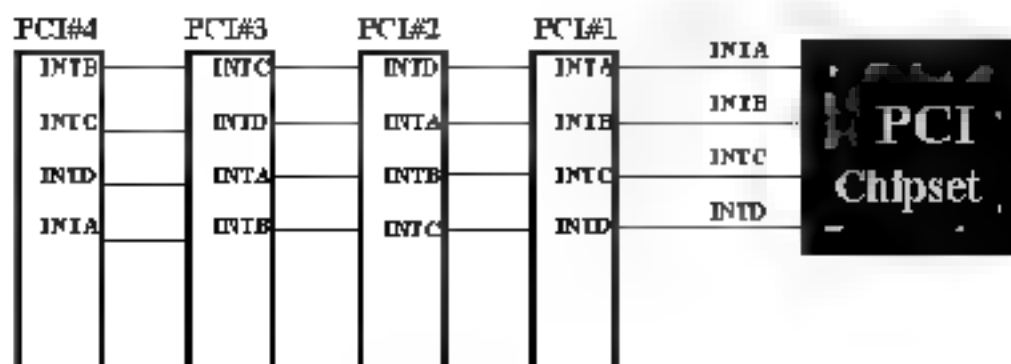 PCI#4 PCI#3 PCI#2 PCI#1
INTA
INTB INTC INTD INTA
INTB
INTC INTD INTA INTB
PCI
INTC
INTD INTA INTB INTC
Chipset
INTD
INTA INTB INTC INTD